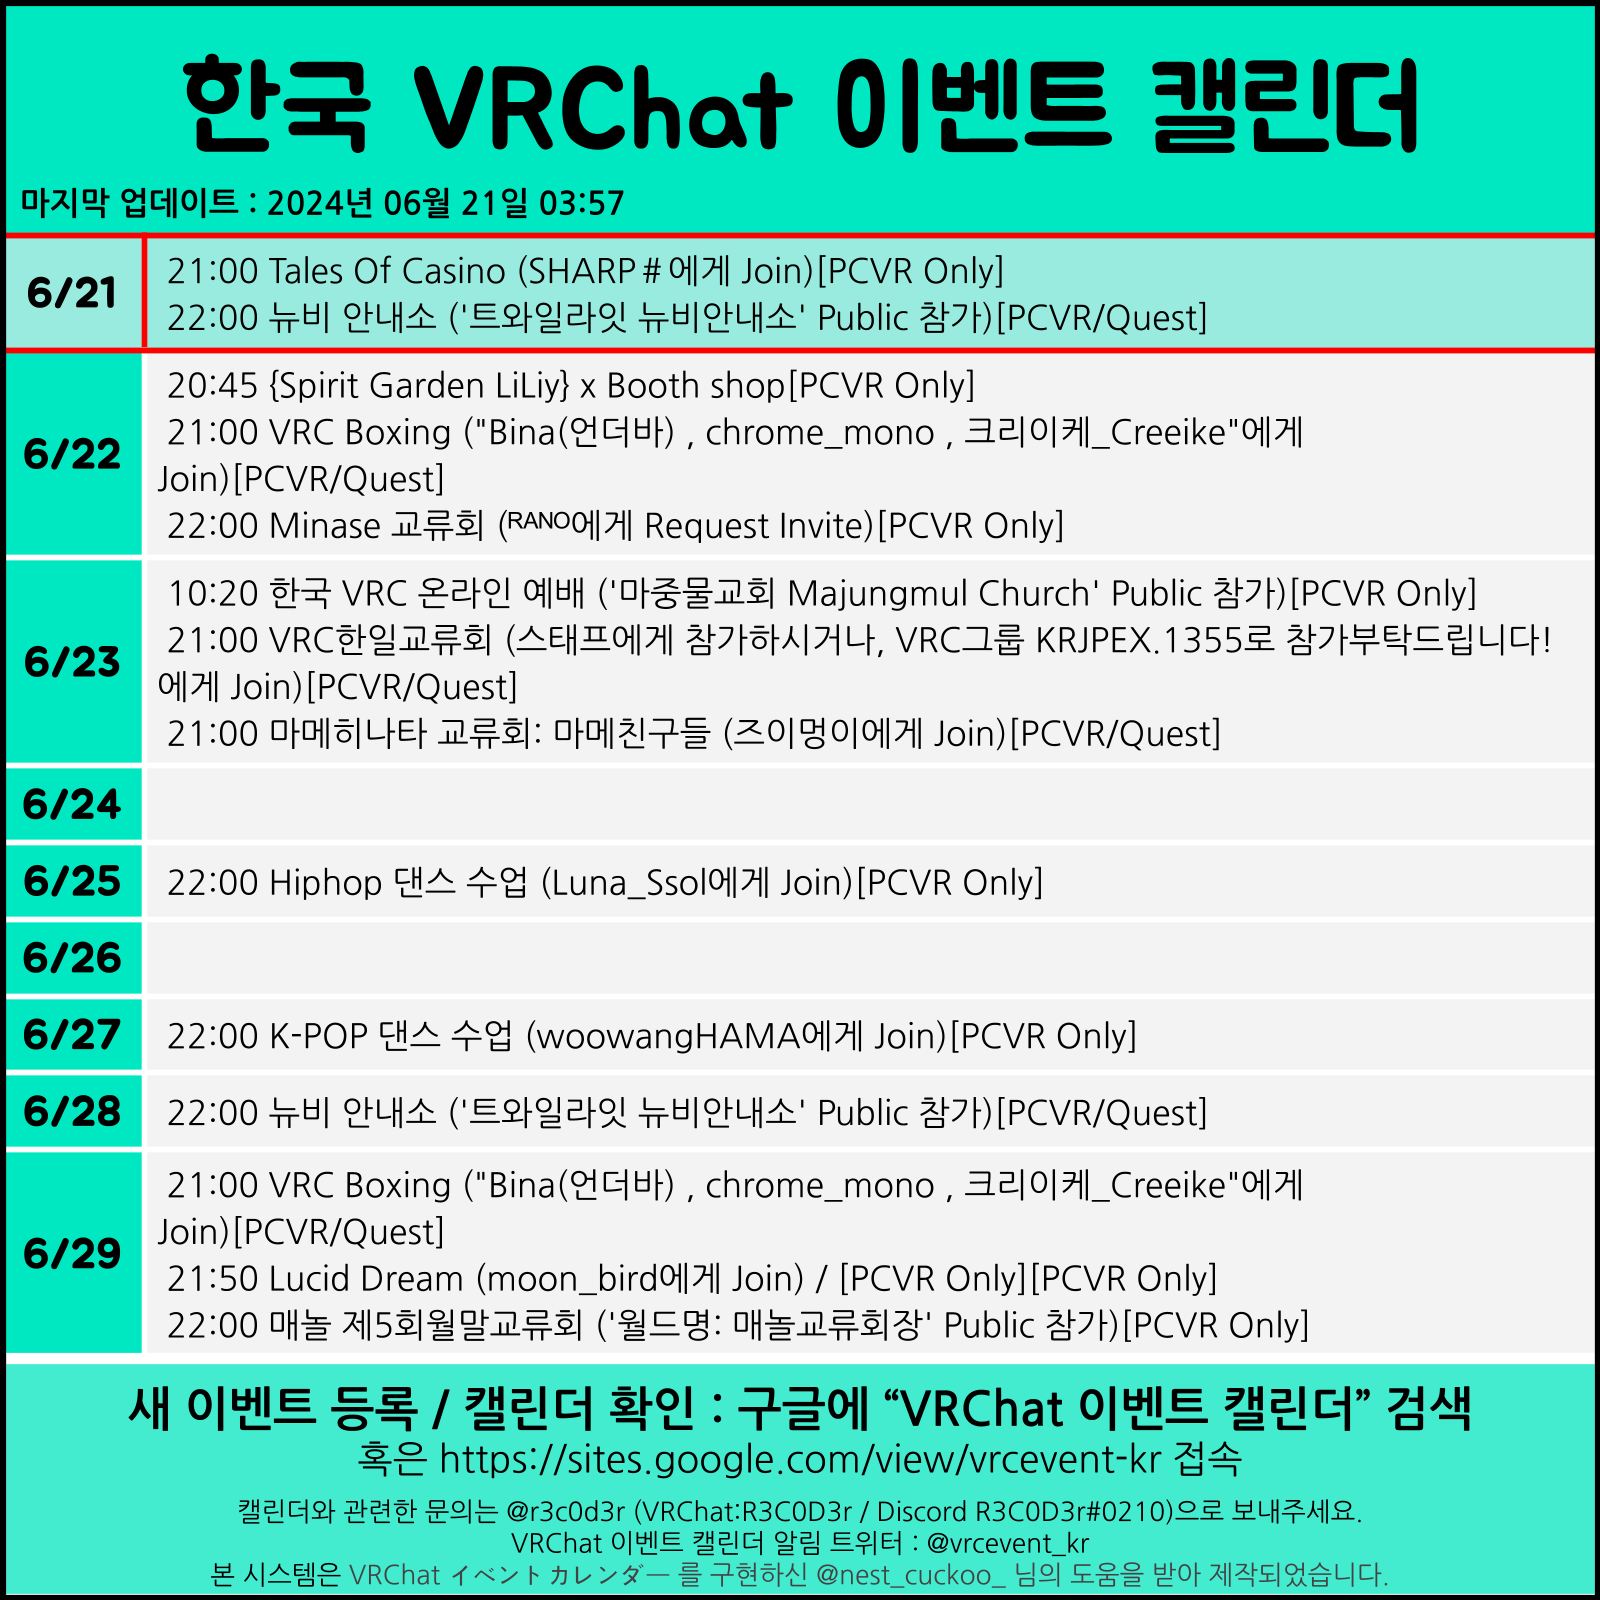 한국 VRChat 이벤트 캘린더
마지막 업데이트 : 2024년 06월 21일 03:57
6/21
21:00 Tales Of Casino (SHARP＃에게 Join)[PCVR Only]
22:00 뉴비 안내소 ('트와일라잇 뉴비안내소' Public 참가)[PCVR/Quest]
6/22
20:45 {Spirit Garden LiLiy} x Booth shop[PCVR Only]
21:00 VRC Boxing ("Bina(언더바) , chrome_mono , 크리이케_Creeike"에게
Join)[PCVR/Quest]
22:00 Minase 교류회 (ᴿᴬᴺᴼ에게 Request Invite)[PCVR Only]
6/23
10:20 한국 VRC 온라인 예배 ('마중물교회 Majungmul Church' Public 참가)[PCVR Only]
21:00 VRC한일교류회 (스태프에게 참가하시거나, VRC그룹 KRJPEX.1355로 참가부탁드립니다!
에게 Join)[PCVR/Quest]
21:00 마메히나타 교류회: 마메친구들 (즈이멍이에게 Join)[PCVR/Quest]
6/24
6/25
22:00 Hiphop 댄스 수업 (Luna_Ssol에게 Join)[PCVR Only]
6/26
6/27
22:00 K-POP 댄스 수업 (woowangHAMA에게 Join)[PCVR Only]
6/28
22:00 뉴비 안내소 ('트와일라잇 뉴비안내소' Public 참가)[PCVR/Quest]
6/29
21:00 VRC Boxing ("Bina(언더바) , chrome_mono , 크리이케_Creeike"에게
Join)[PCVR/Quest]
21:50 Lucid Dream (moon_bird에게 Join) / [PCVR Only][PCVR Only]
22:00 매놀 제5회월말교류회 ('월드명: 매놀교류회장' Public 참가)[PCVR Only]
새 이벤트 등록 / 캘린더 확인 : 구글에 “VRChat 이벤트 캘린더” 검색
혹은 https://sites.google.com/view/vrcevent-kr 접속
캘린더와 관련한 문의는 @r3c0d3r (VRChat:R3C0D3r / Discord R3C0D3r#0210)으로 보내주세요.
VRChat 이벤트 캘린더 알림 트위터 : @vrcevent_kr
본 시스템은 VRChat イベントカレンダー 를 구현하신 @nest_cuckoo_ 님의 도움을 받아 제작되었습니다.